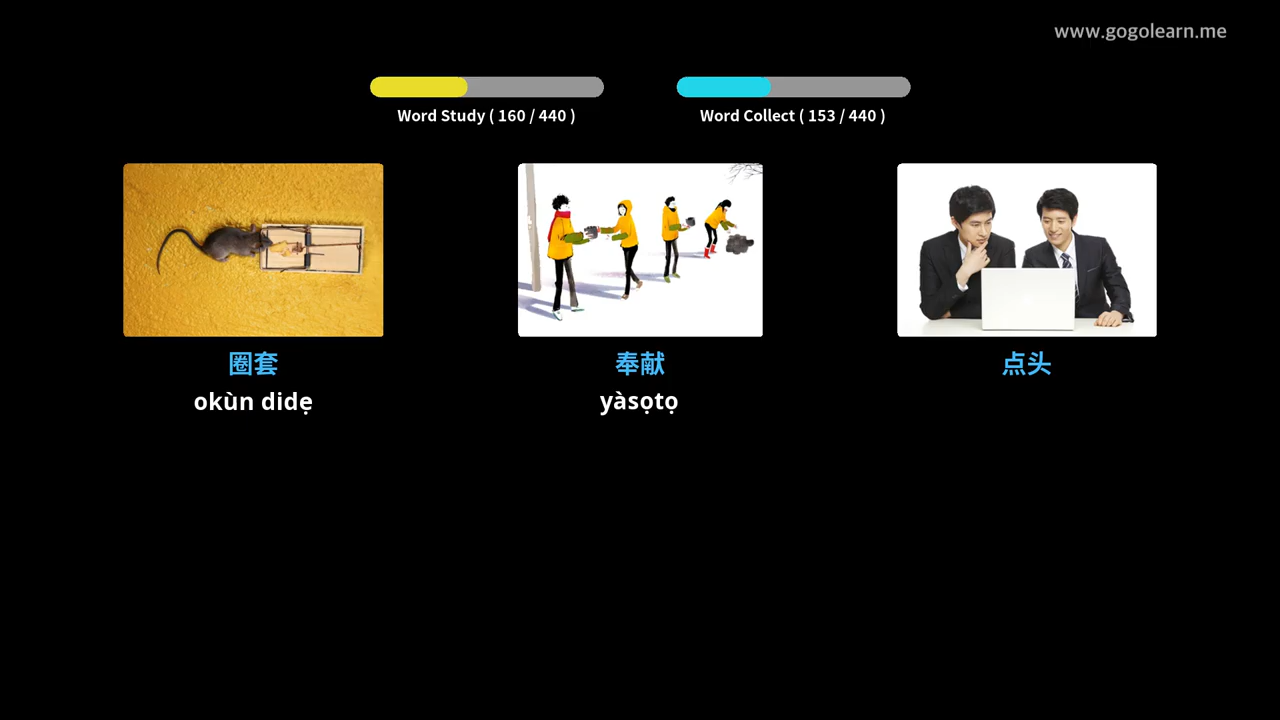 www.gogolearn.me
Word Study ( 160 / 440 )
Word Collect ( 153 / 440 )
圈套
奉献
点头
okùn didẹ
yàsọtọ